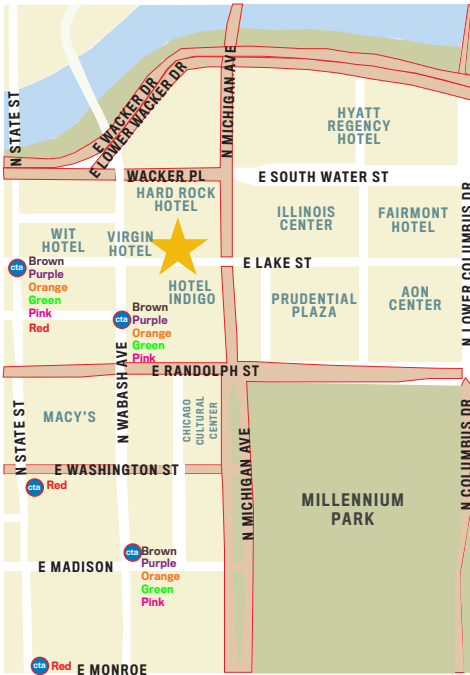 N STATE ST
E WACKER DR
E LOWER WACKER DR
N MICHIGAN AVE
HYATT
REGENCY
HOTEL
WACKER PL
E SOUTH WATER ST
HARD ROCK
HOTEL
ILLINOIS
CENTER
FAIRMONT
HOTEL
N LOWER COLUMBUS DR
WIT
HOTEL
VIRGIN
HOTEL
E LAKE ST
cta
Brown
Purple
Orange
Green
Pink
Red
HOTEL
INDIGO
PRUDENTIAL
PLAZA
AON
CENTER
cta
Brown
Purple
Orange
Green
Pink
N WABASH AVE
E RANDOLPH ST
N STATE ST
MACY'S
CHICAGO
CULTURAL
CENTER
N MICHIGAN AVE
N COLUMBUS DR
E WASHINGTON ST
cta Red
MILLENNIUM
PARK
E MADISON
cta
Brown
Purple
Orange
Green
Pink
cta Red
E MONROE